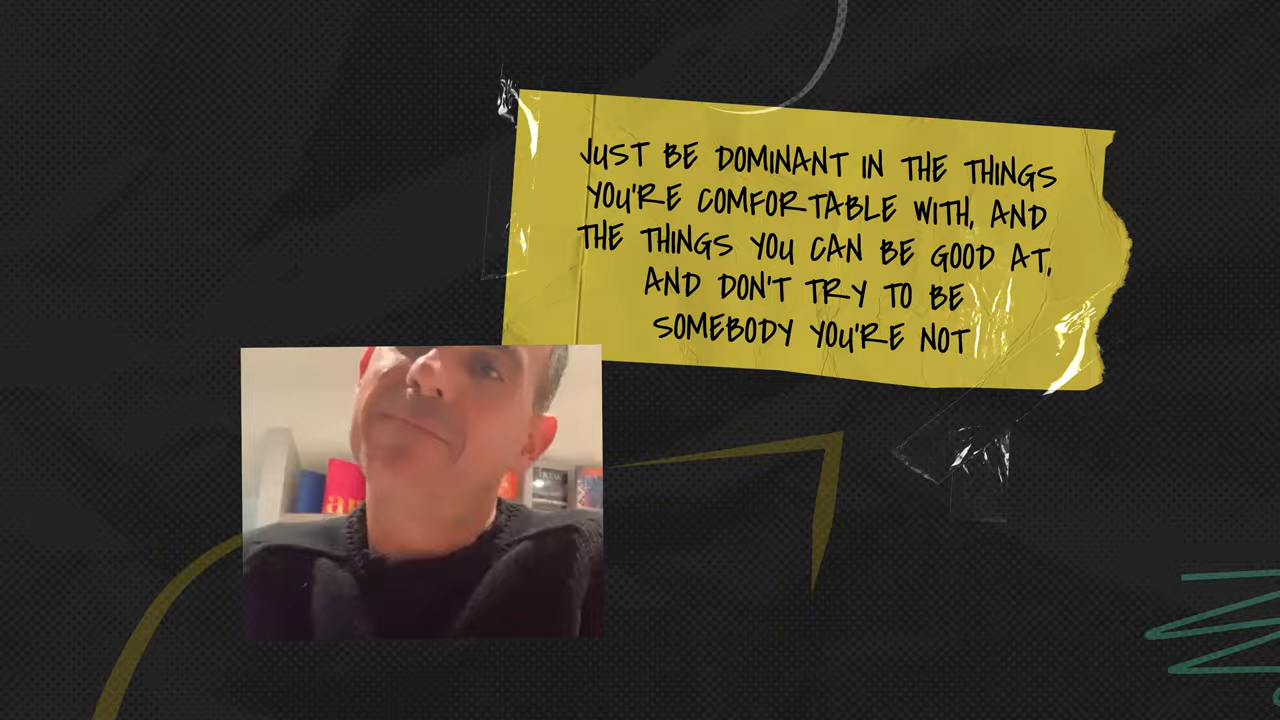 JUST BE DOMINANT IN THE THINGS
YOU'RE COMFORTABLE WITH, AND
THE THINGS YOU CAN BE GOOD AT,
AND DON'T TRY TO BE
SOMEBODY YOU'RE NOT